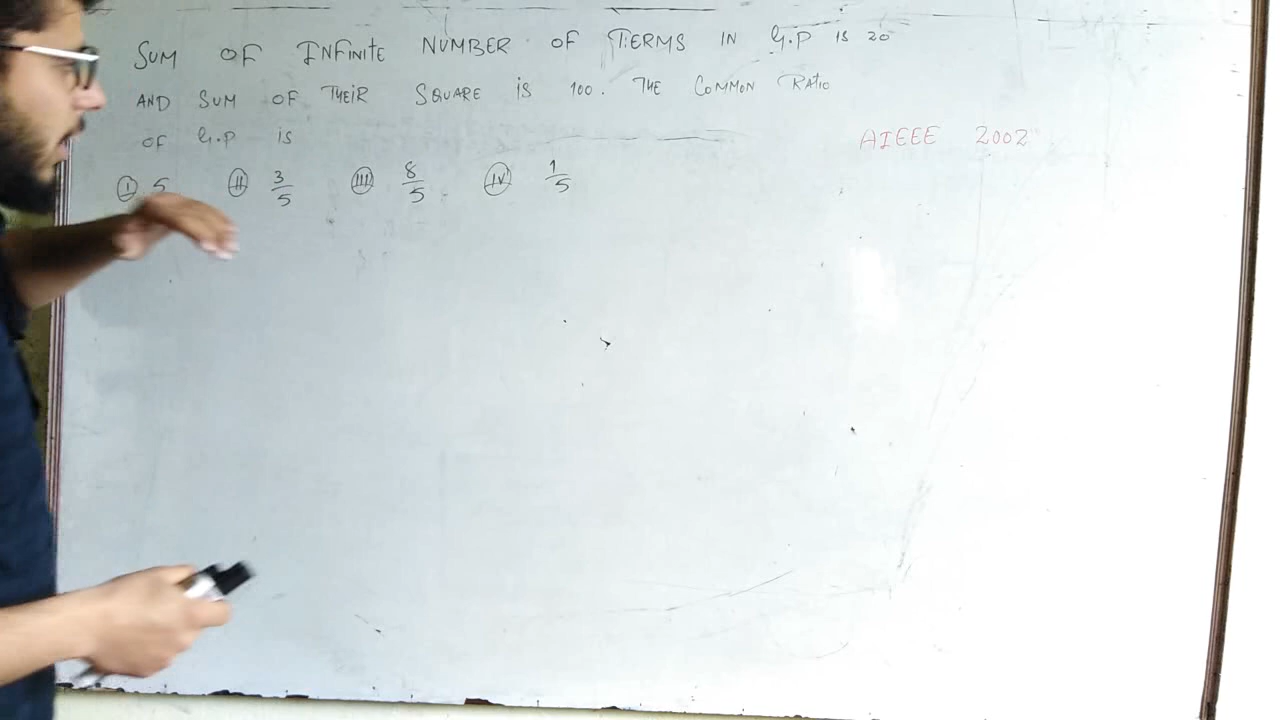 SUM OF INFINITE NUMBER OF TERMS IN G.P IS 20
AND SUM OF THEIR SQUARE IS 100. THE COMMON RATIO
OF G.P IS
AIEEE 2002
(I) 5 (II) 3/5 (III) 8/5 (IV) 1/5